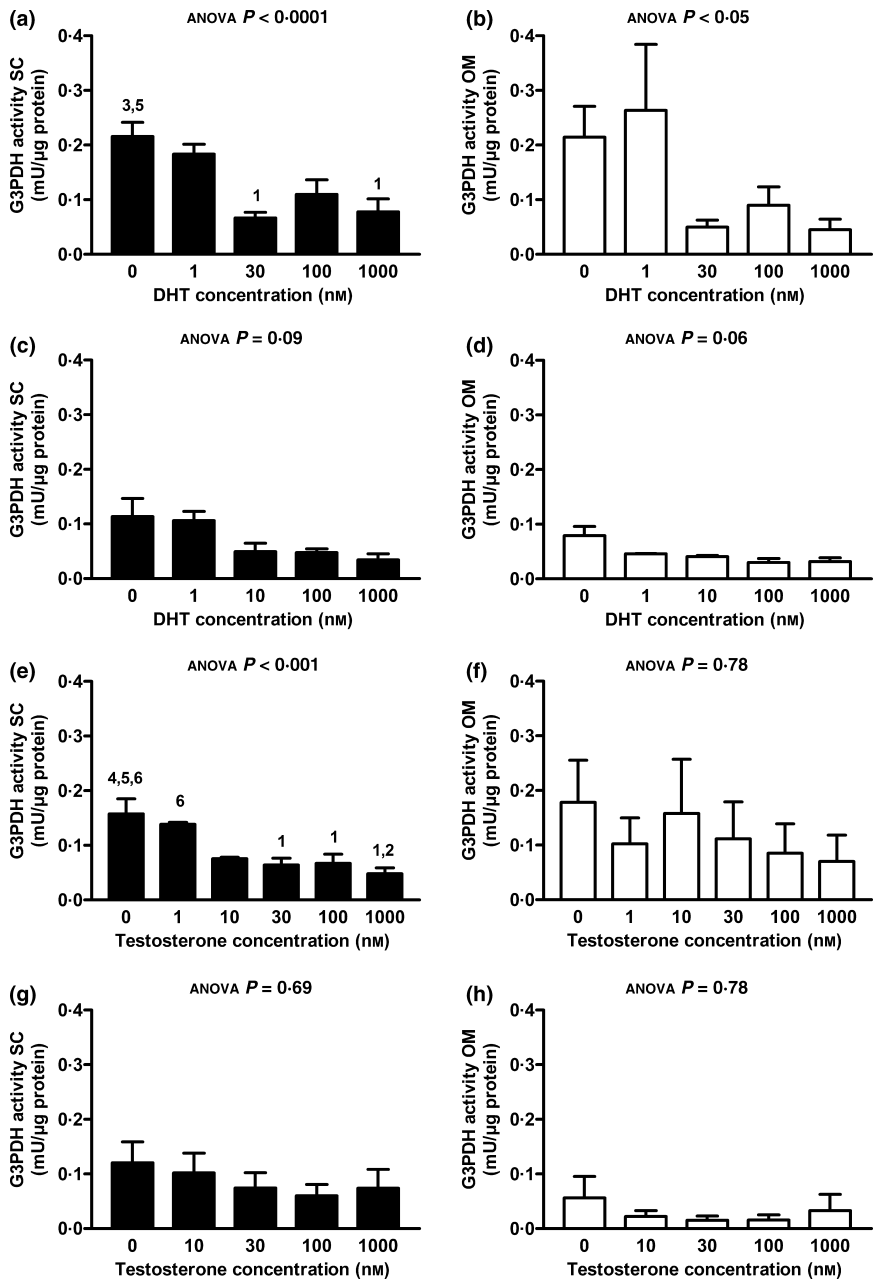 (a)
ANOVA P < 0·0001
G3PDH activity SC
(mU/µg protein)
0·4
0·3
0·2
0·1
0·0
3,5
1
1
0 1 30 100 1000
DHT concentration (nM)
(b)
ANOVA P < 0·05
G3PDH activity OM
(mU/µg protein)
0·4
0·3
0·2
0·1
0·0
0 1 30 100 1000
DHT concentration (nM)
(c)
ANOVA P = 0·09
G3PDH activity SC
(mU/µg protein)
0·4
0·3
0·2
0·1
0·0
0 1 10 100 1000
DHT concentration (nM)
(d)
ANOVA P = 0·06
G3PDH activity OM
(mU/µg protein)
0·4
0·3
0·2
0·1
0·0
0 1 10 100 1000
DHT concentration (nM)
(e)
ANOVA P < 0·001
G3PDH activity SC
(mU/µg protein)
0·4
0·3
0·2
0·1
0·0
4,5,6
6
1
1
1,2
0 1 10 30 100 1000
Testosterone concentration (nM)
(f)
ANOVA P = 0·78
G3PDH activity OM
(mU/µg protein)
0·4
0·3
0·2
0·1
0·0
0 1 10 30 100 1000
Testosterone concentration (nM)
(g)
ANOVA P = 0·69
G3PDH activity SC
(mU/µg protein)
0·4
0·3
0·2
0·1
0·0
0 10 30 100 1000
Testosterone concentration (nM)
(h)
ANOVA P = 0·78
G3PDH activity OM
(mU/µg protein)
0·4
0·3
0·2
0·1
0·0
0 10 30 100 1000
Testosterone concentration (nM)